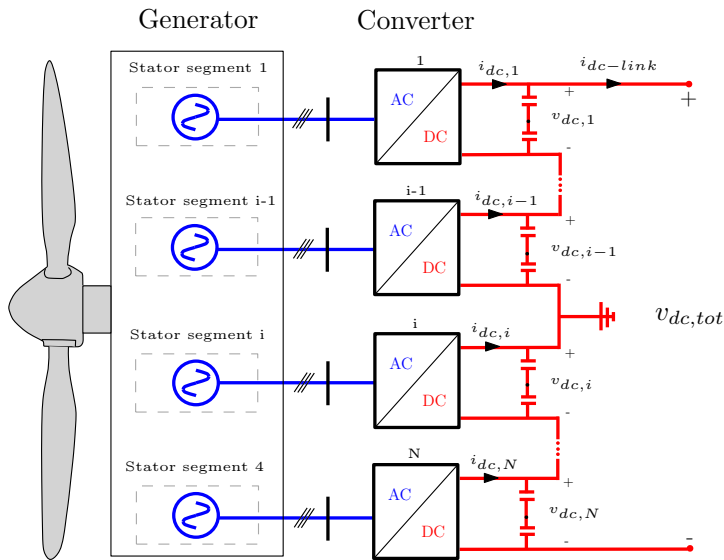 Generator Converter
Stator segment 1
1
AC
DC
i_{dc,1}
i_{dc-link}
+
+
v_{dc,1}
-
Stator segment i-1
i-1
AC
DC
i_{dc,i-1}
+
v_{dc,i-1}
-
v_{dc,tot}
Stator segment i
i
AC
DC
i_{dc,i}
+
v_{dc,i}
-
Stator segment 4
N
AC
DC
i_{dc,N}
+
v_{dc,N}
-
-